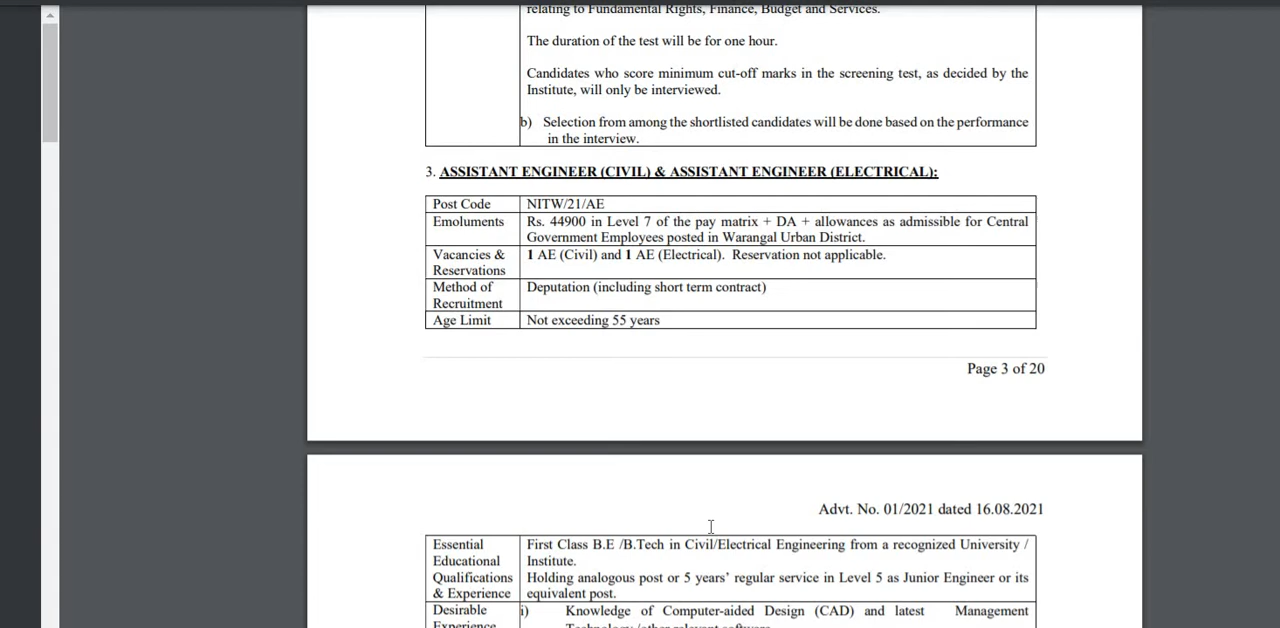 relating to Fundamental Rights, Finance, Budget and Services.
The duration of the test will be for one hour.
Candidates who score minimum cut-off marks in the screening test, as decided by the
Institute, will only be interviewed.
b) Selection from among the shortlisted candidates will be done based on the performance
in the interview.
3. ASSISTANT ENGINEER (CIVIL) & ASSISTANT ENGINEER (ELECTRICAL):
Post Code NITW/21/AE
Emoluments Rs. 44900 in Level 7 of the pay matrix + DA + allowances as admissible for Central
Government Employees posted in Warangal Urban District.
Vacancies & 1 AE (Civil) and 1 AE (Electrical). Reservation not applicable.
Reservations
Method of Deputation (including short term contract)
Recruitment
Age Limit Not exceeding 55 years
Page 3 of 20
Advt. No. 01/2021 dated 16.08.2021
Essential First Class B.E /B.Tech in Civil/Electrical Engineering from a recognized University /
Educational Institute.
Qualifications Holding analogous post or 5 years’ regular service in Level 5 as Junior Engineer or its
& Experience equivalent post.
Desirable i) Knowledge of Computer-aided Design (CAD) and latest Management
Experience Technology/other relevant software